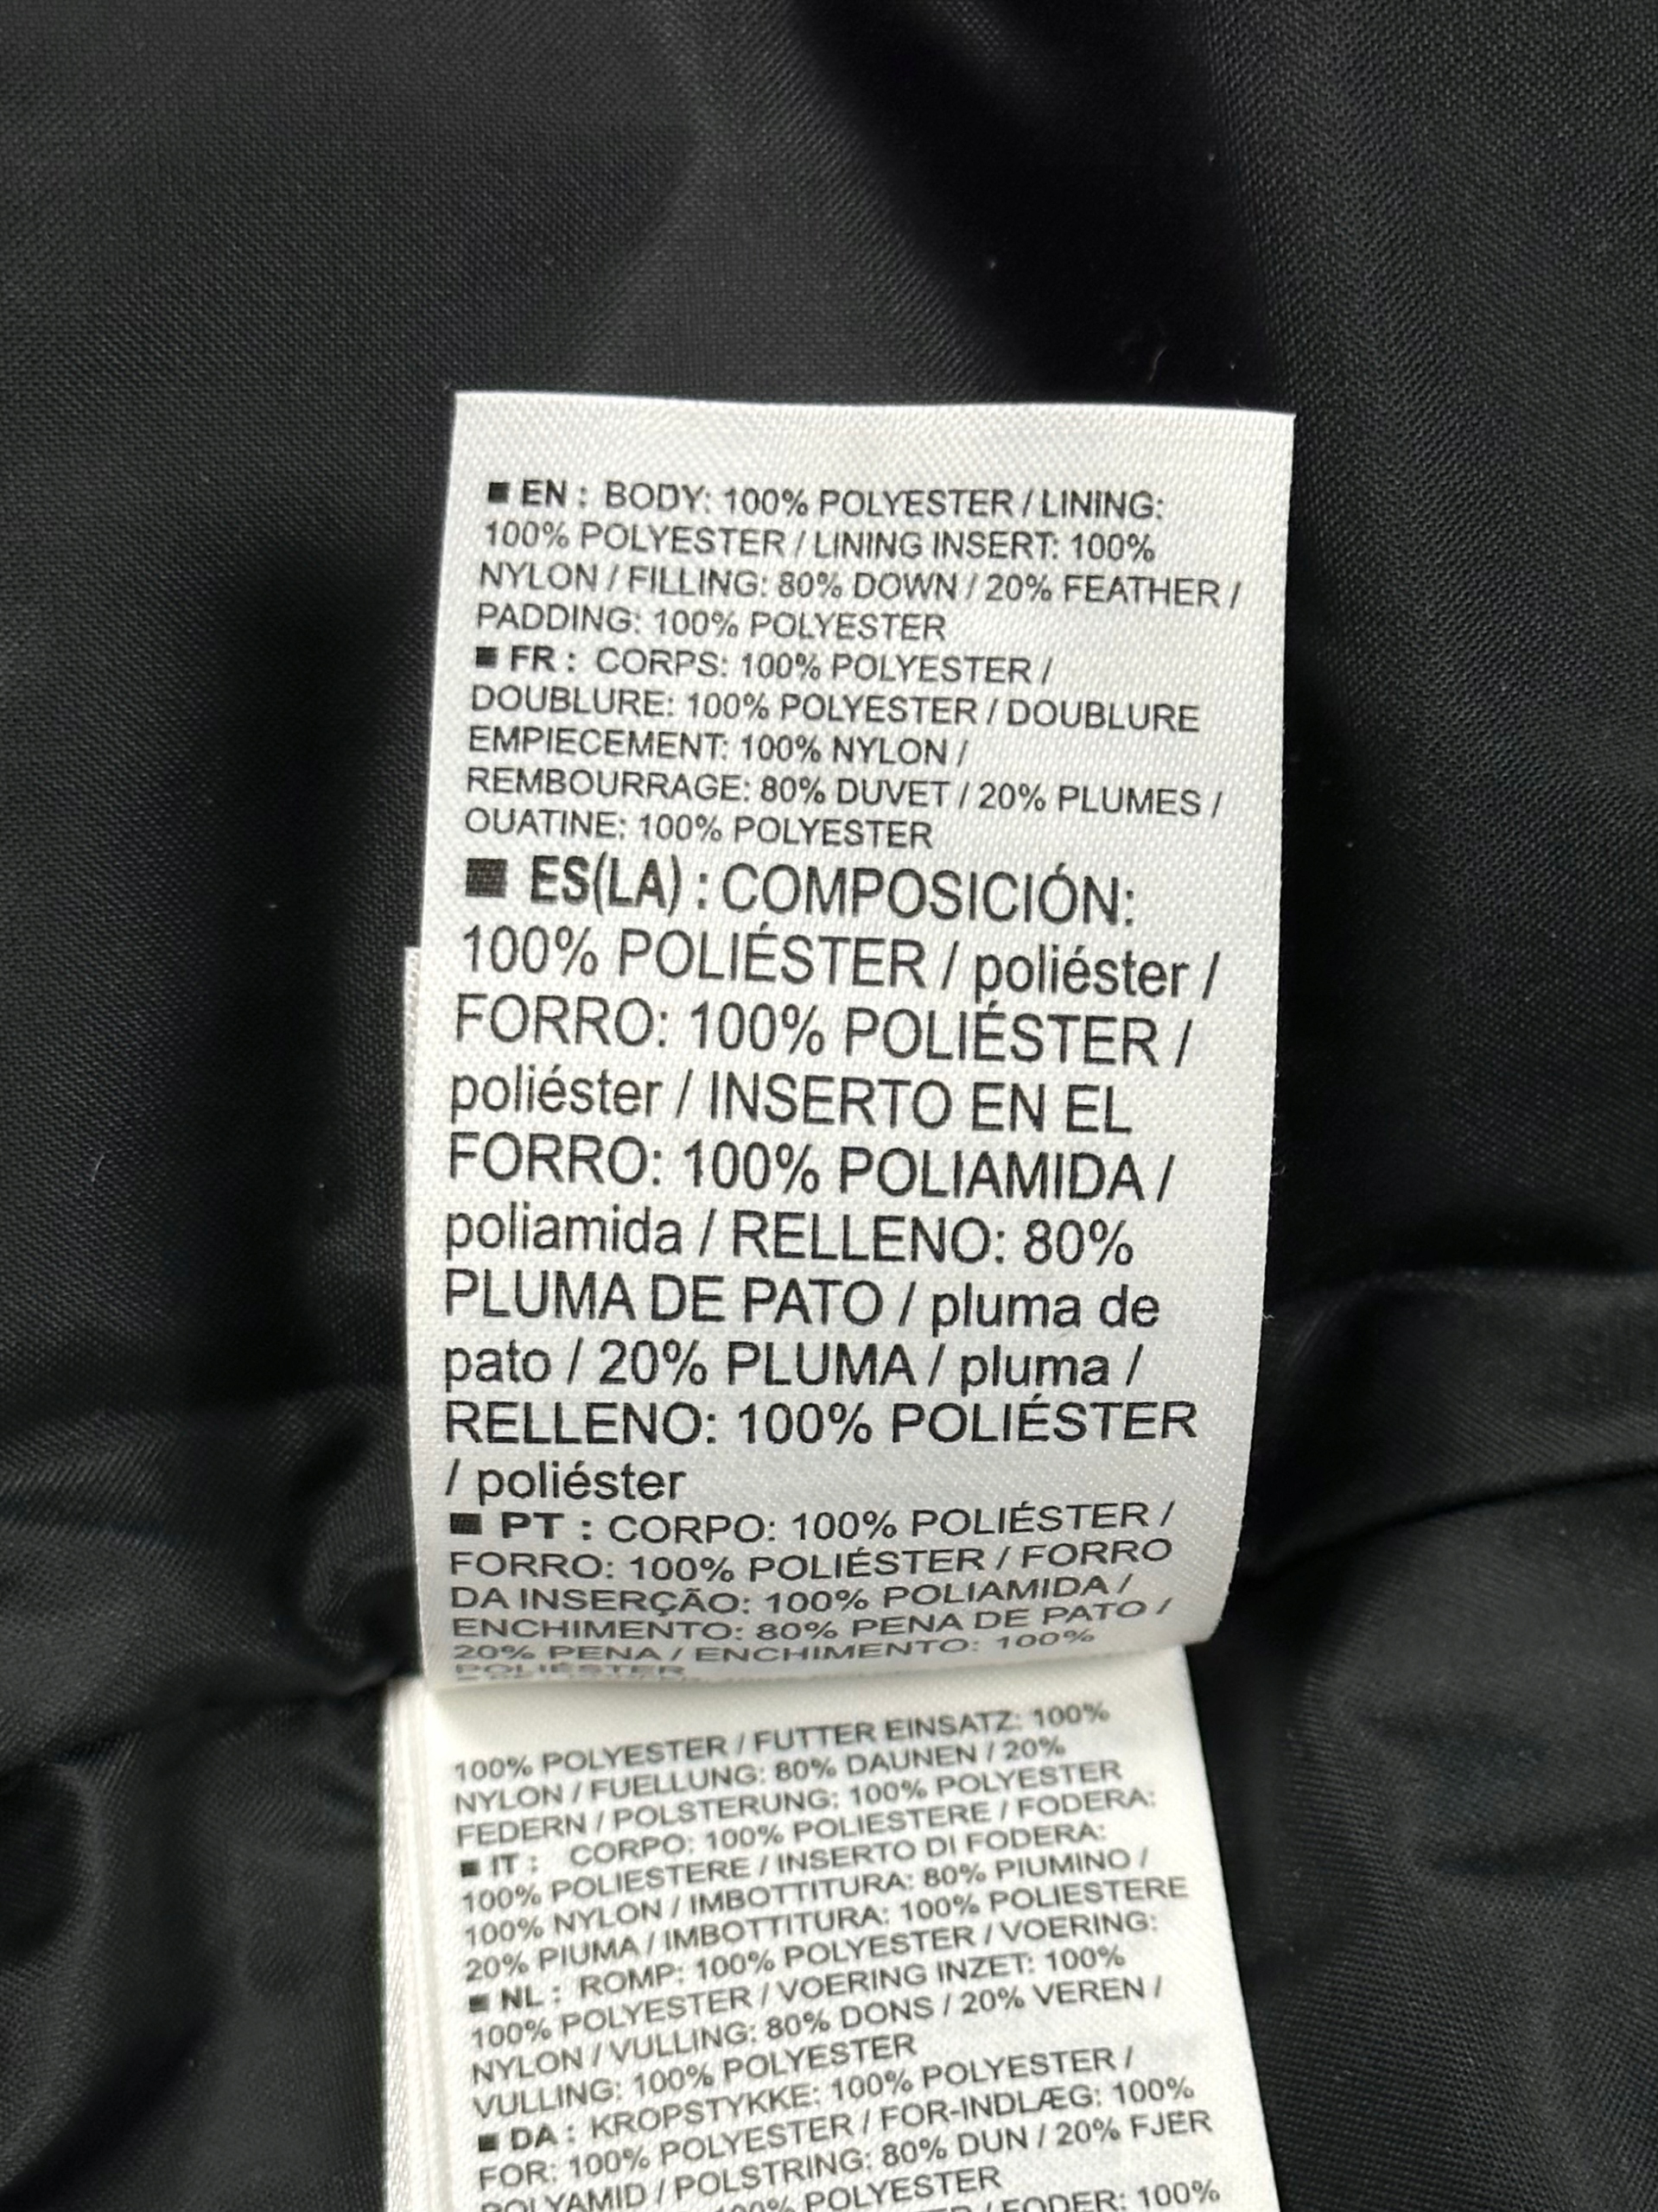 ■ EN : BODY: 100% POLYESTER / LINING:
100% POLYESTER / LINING INSERT: 100%
NYLON / FILLING: 80% DOWN / 20% FEATHER /
PADDING: 100% POLYESTER
■ FR : CORPS: 100% POLYESTER /
DOUBLURE: 100% POLYESTER / DOUBLURE
EMPIECEMENT: 100% NYLON /
REMBOURRAGE: 80% DUVET / 20% PLUMES /
OUATINE: 100% POLYESTER
■ ES(LA) : COMPOSICIÓN:
100% POLIÉSTER / poliéster /
FORRO: 100% POLIÉSTER /
poliéster / INSERTO EN EL
FORRO: 100% POLIAMIDA /
poliamida / RELLENO: 80%
PLUMA DE PATO / pluma de
pato / 20% PLUMA / pluma /
RELLENO: 100% POLIÉSTER
/ poliéster
■ PT : CORPO: 100% POLIÉSTER /
FORRO: 100% POLIÉSTER / FORRO
DA INSERÇÃO: 100% POLIAMIDA /
ENCHIMENTO: 80% PENA DE PATO /
20% PENA / ENCHIMENTO: 100%
POLIÉSTER
100% POLYESTER / FUTTER EINSATZ: 100%
NYLON / FUELLUNG: 80% DAUNEN / 20%
FEDERN / POLSTERUNG: 100% POLYESTER
■ IT : CORPO: 100% POLIESTERE / FODERA:
100% POLIESTERE / INSERTO DI FODERA:
100% NYLON / IMBOTTITURA: 80% PIUMINO /
20% PIUMA / IMBOTTITURA: 100% POLIESTERE
■ NL : ROMP: 100% POLYESTER / VOERING:
100% POLYESTER / VOERING INZET: 100%
NYLON / VULLING: 80% DONS / 20% VEREN /
VULLING: 100% POLYESTER
■ DA : KROPSTYKKE: 100% POLYESTER /
FOR: 100% POLYESTER / FOR-INDLÆG: 100%
POLYAMID / POLSTRING: 80% DUN / 20% FJER
100% POLYESTER
/ FODER: 100%